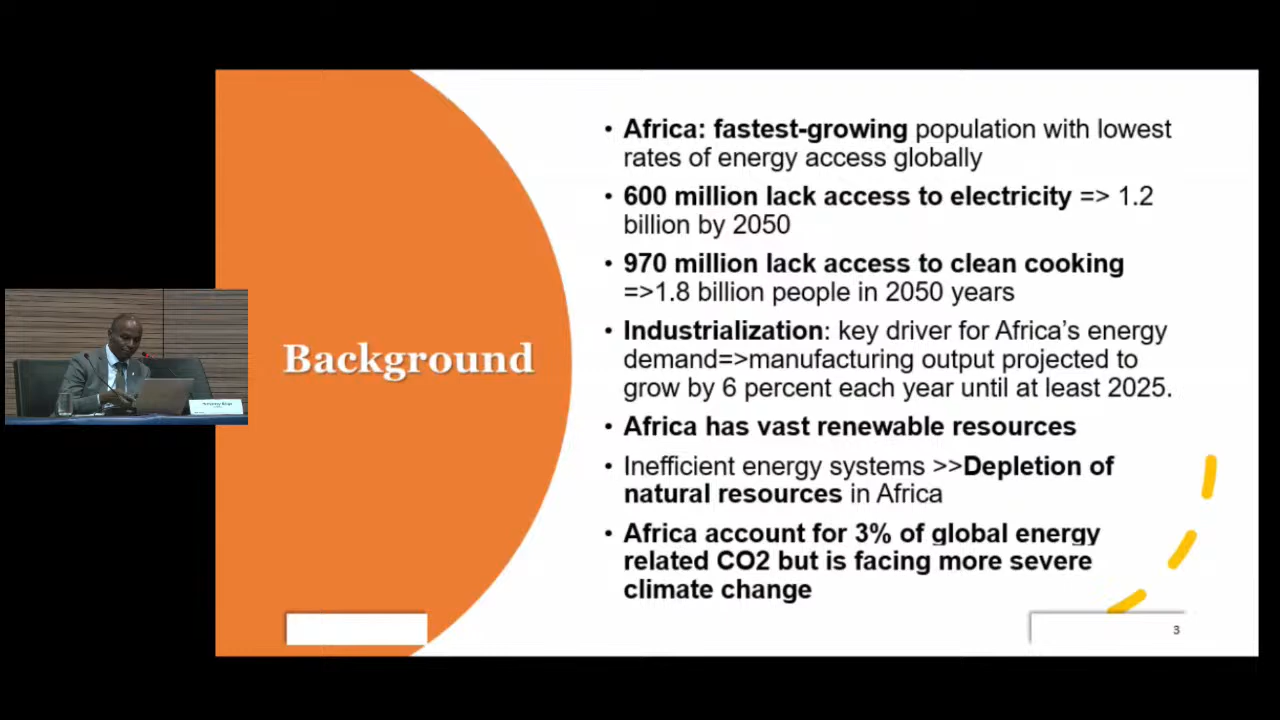 Background
• Africa: fastest-growing population with lowest
rates of energy access globally
• 600 million lack access to electricity => 1.2
billion by 2050
• 970 million lack access to clean cooking
=>1.8 billion people in 2050 years
• Industrialization: key driver for Africa's energy
demand=>manufacturing output projected to
grow by 6 percent each year until at least 2025.
• Africa has vast renewable resources
• Inefficient energy systems >>Depletion of
natural resources in Africa
• Africa account for 3% of global energy
related CO2 but is facing more severe
climate change
3